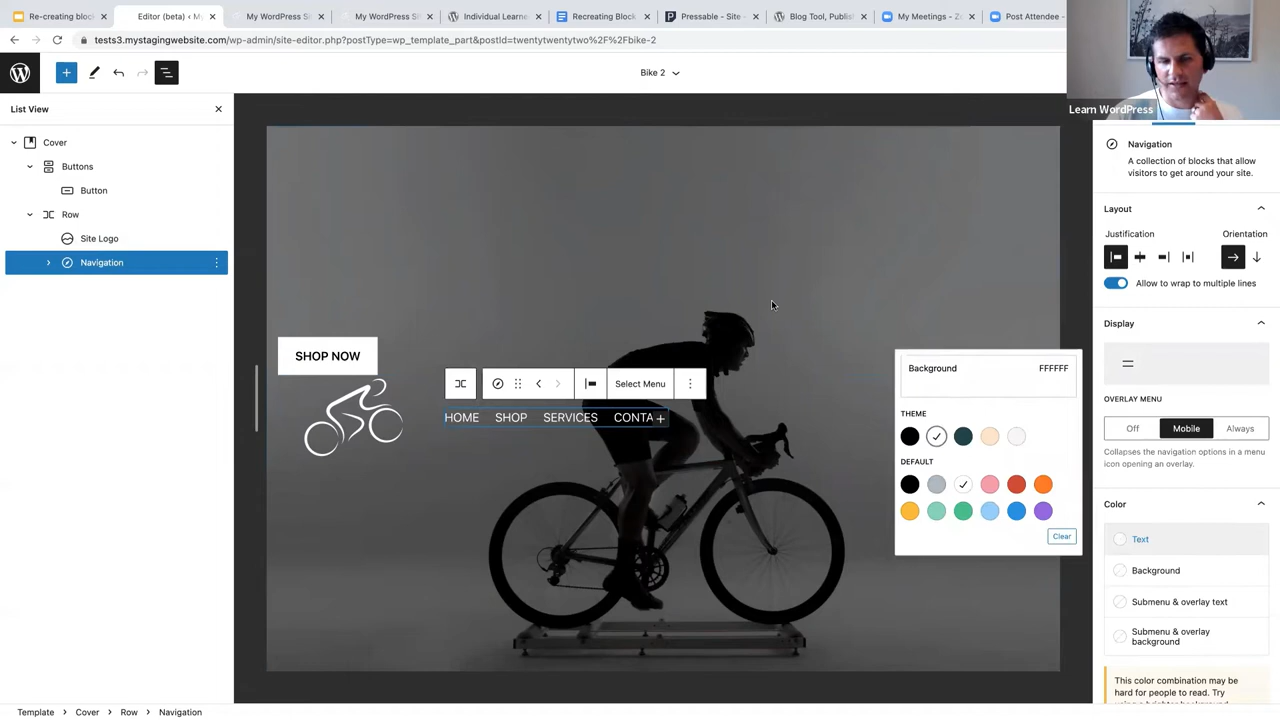 Re-creating block
Editor (beta) ‹ My
My WordPress Si
My WordPress Si
Individual Learne
Recreating Block
Pressable - Site
Blog Tool, Publis
My Meetings - Zo
Post Attendee -
tests3.mystagingwebsite.com/wp-admin/site-editor.php?postType=wp_template_part&postId=twentytwentytwo%2F%2Fbike-2
Bike 2
Learn WordPress
List View
Cover
Buttons
Button
Row
Site Logo
Navigation
SHOP NOW
Select Menu
HOME
SHOP
SERVICES
CONTA
Background
FFFFFF
THEME
DEFAULT
Clear
Navigation
A collection of blocks that allow
visitors to get around your site.
Layout
Justification
Orientation
Allow to wrap to multiple lines
Display
OVERLAY MENU
Off
Mobile
Always
Collapses the navigation options in a menu
icon opening an overlay.
Color
Text
Background
Submenu & overlay text
Submenu & overlay
background
This color combination may be
hard for people to read. Try
Template
Cover
Row
Navigation